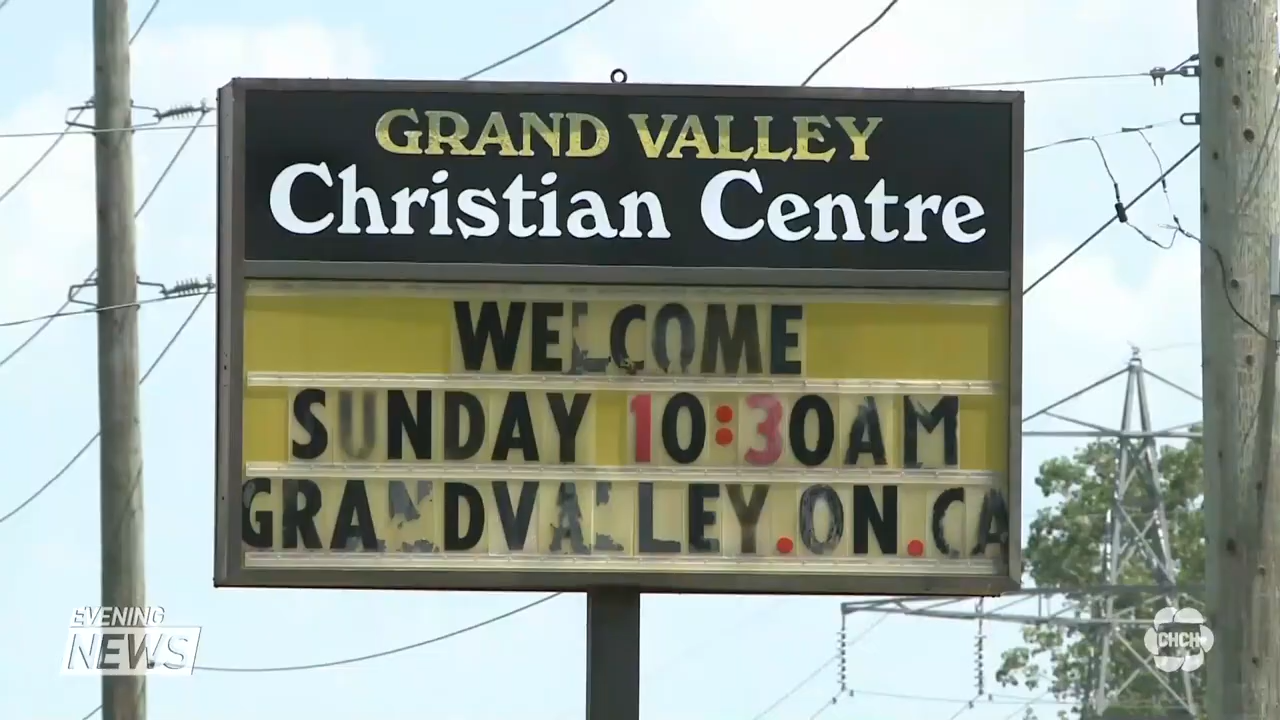 GRAND VALLEY
Christian Centre
WELCOME
SUNDAY 10:30AM
GRANDVALLEY.ON.CA
EVENING
NEWS
CHCH